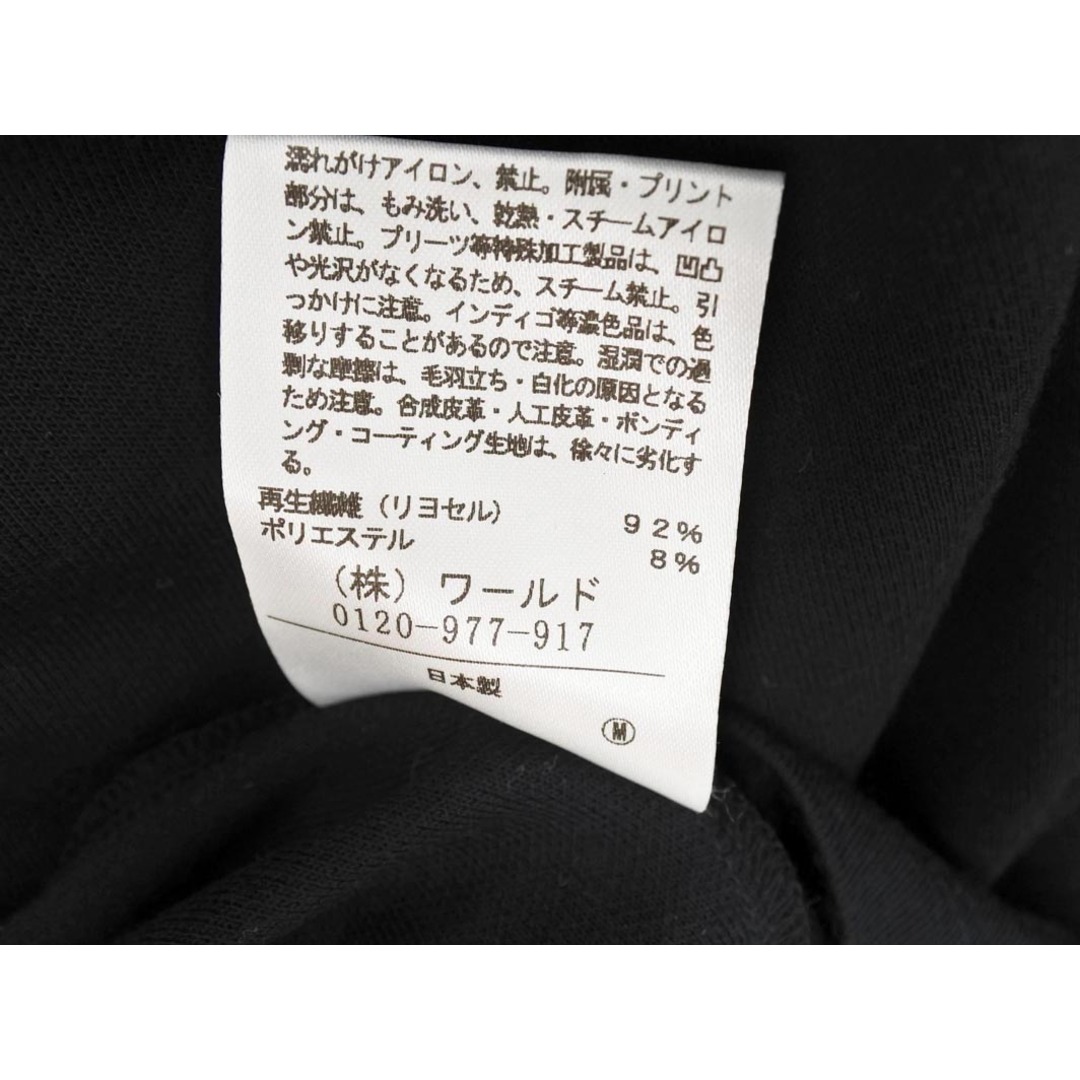 濡れがけアイロン、禁止。附属・プリント
部分は、もみ洗い、乾熱・スチームアイロ
ン禁止。プリーツ等特殊加工製品は、凹凸
や光沢がなくなるため、スチーム禁止。引
っかけに注意。インディゴ等濃色品は、色
移りすることがあるので注意。湿潤での過
剰な摩擦は、毛羽立ち・白化の原因となる
ため注意。合成皮革・人工皮革・ボンディ
ング・コーティング生地は、徐々に劣化す
る。
再生繊維（リヨセル） 92%
ポリエステル 8%
（株）ワールド
0120-977-917
日本製
Ⓜ